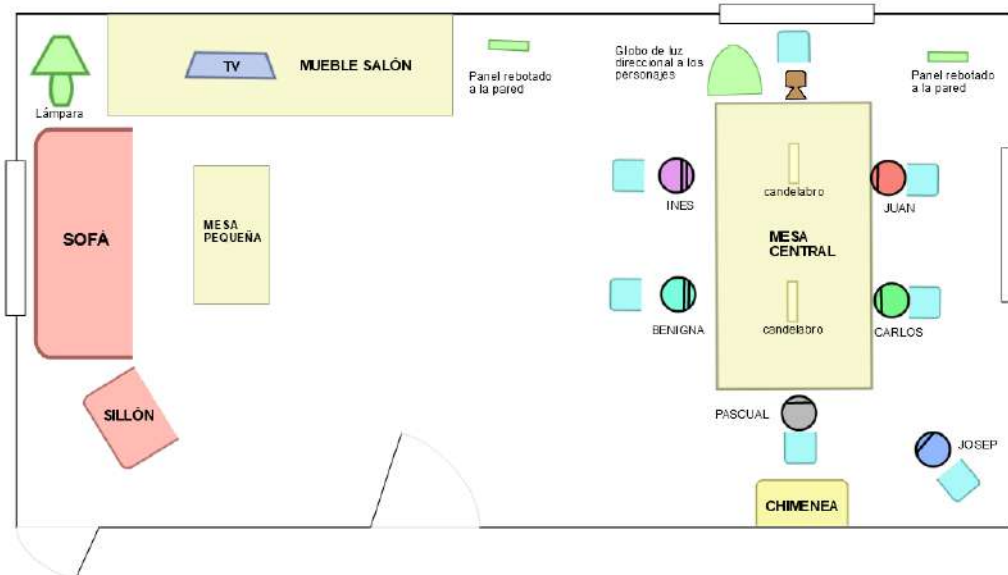 Lámpara
TV
MUEBLE SALÓN
Panel rebotado
a la pared
Globo de luz
direccional a los
personajes
Panel rebotado
a la pared
SOFÁ
MESA
PEQUEÑA
INES
candelabro
JUAN
MESA
CENTRAL
BENIGNA
candelabro
CARLOS
SILLÓN
PASCUAL
JOSEP
CHIMENEA